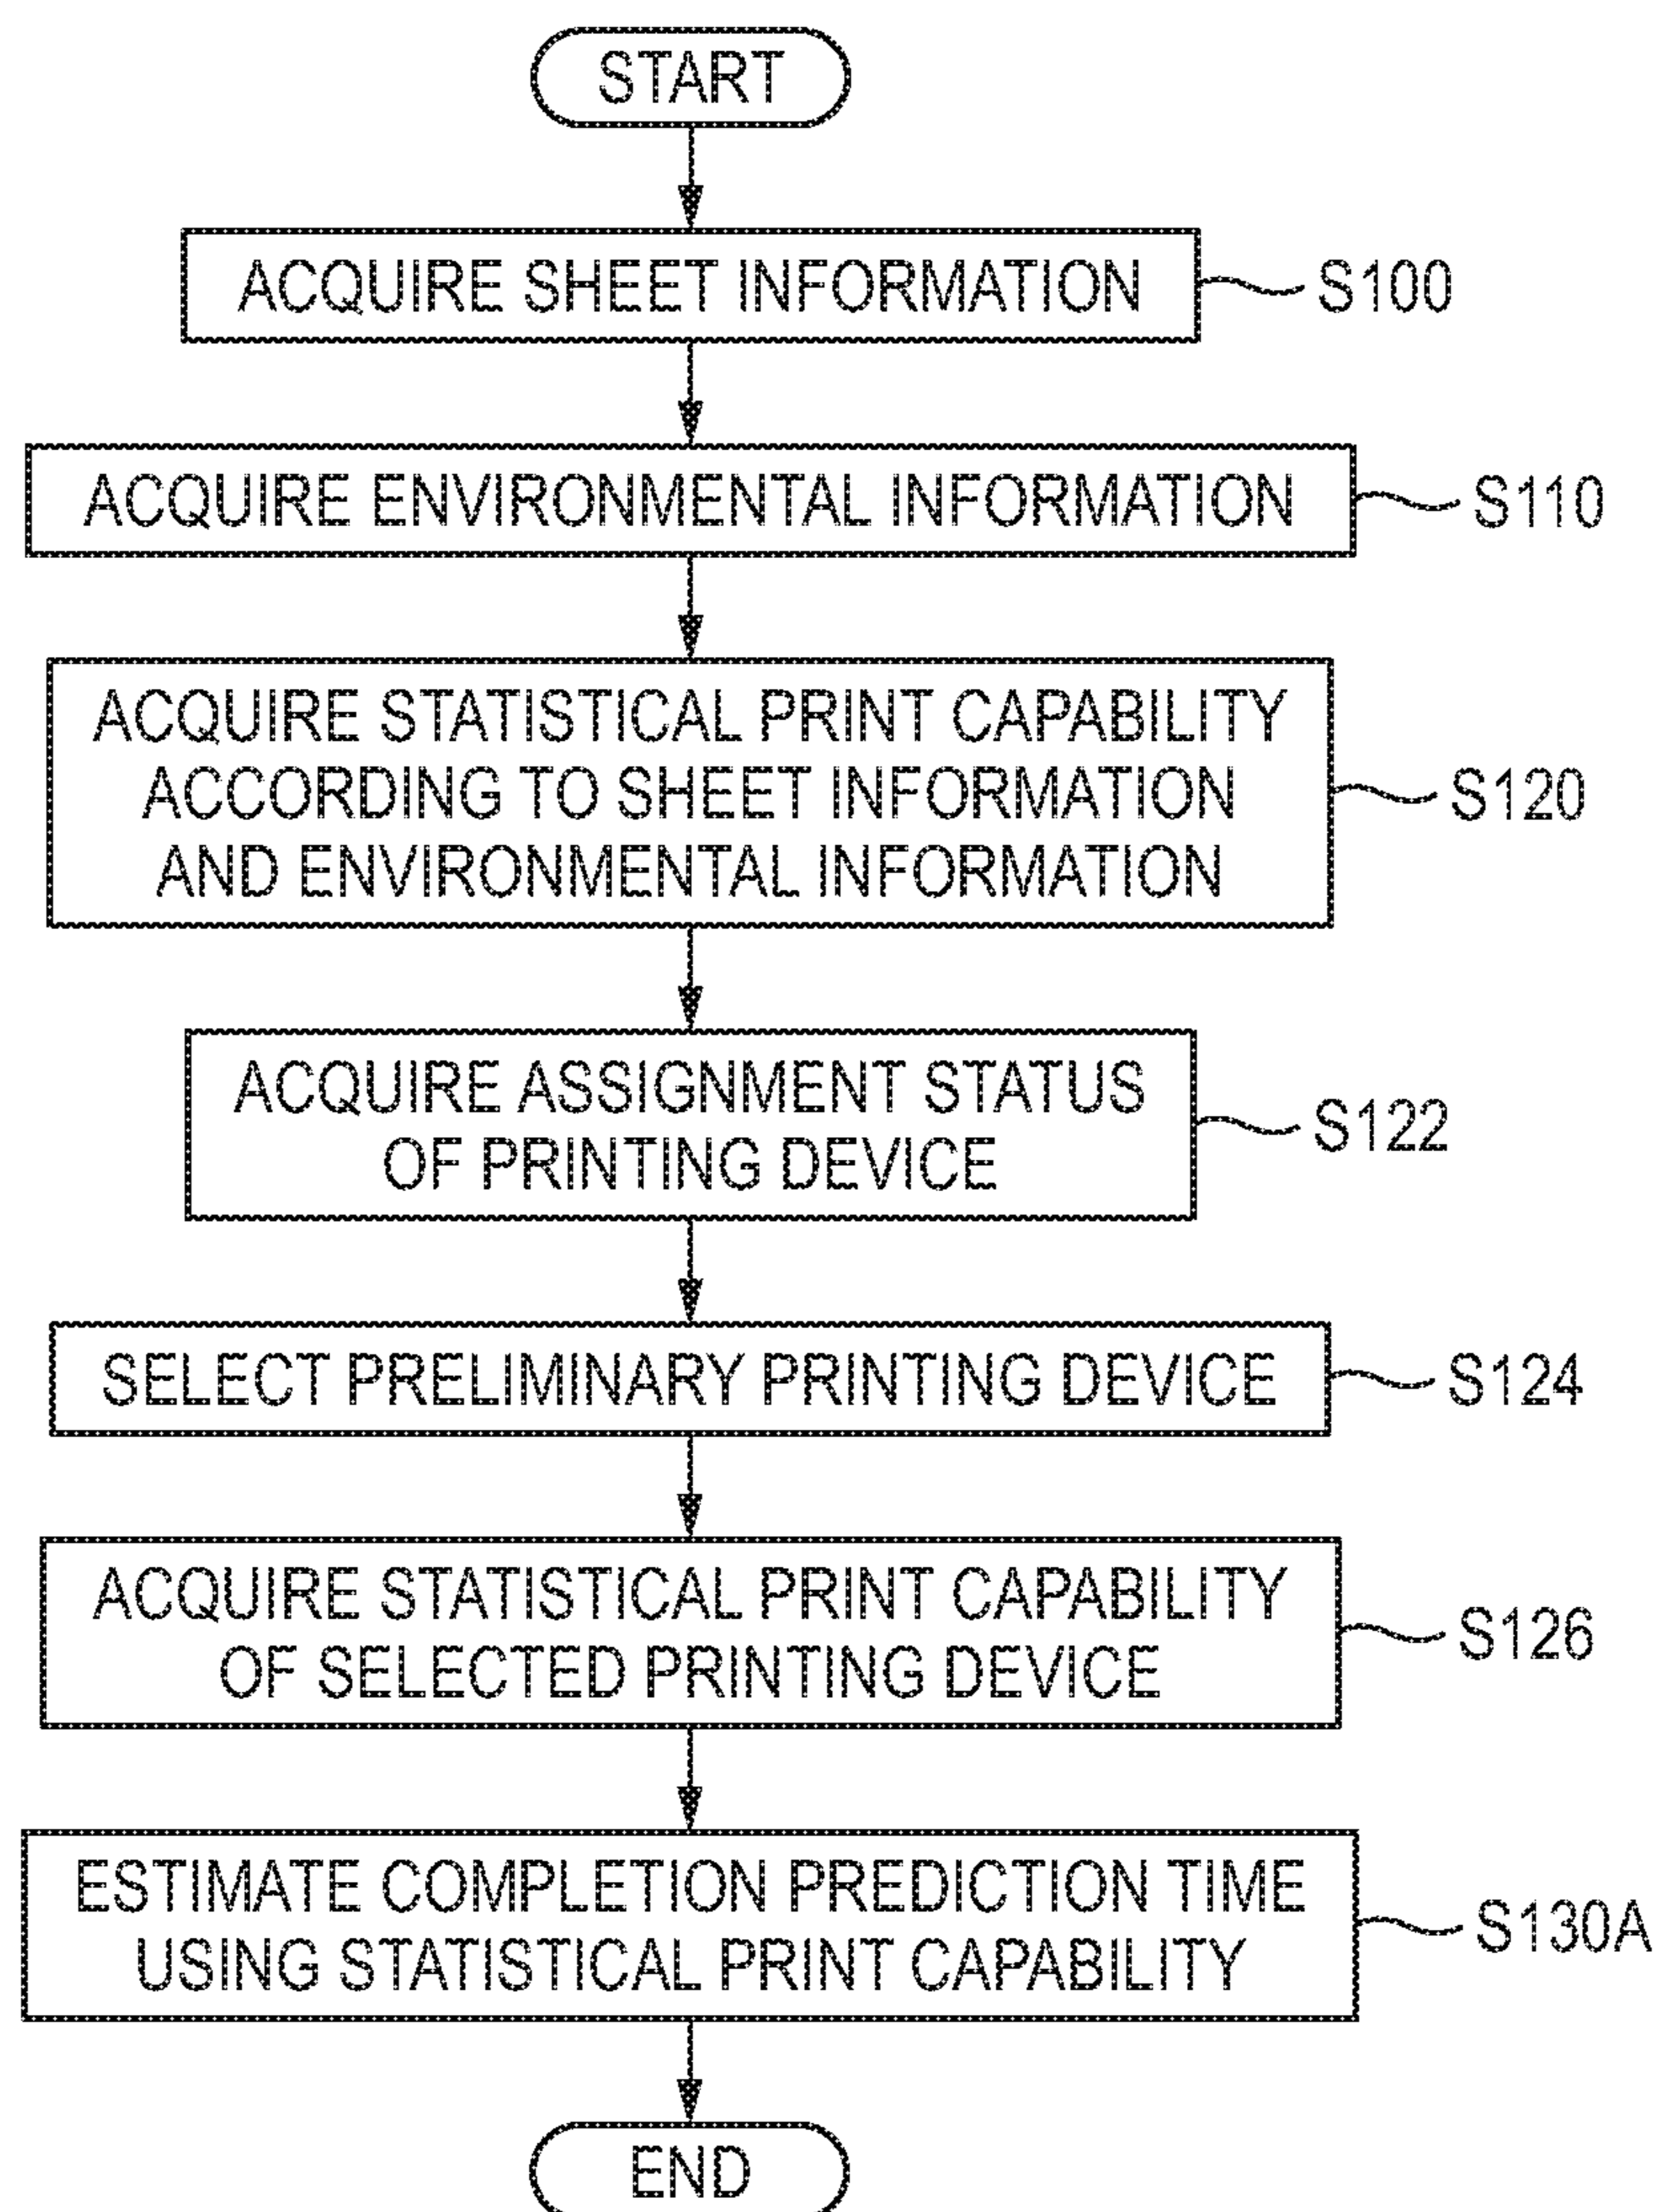 START
ACQUIRE SHEET INFORMATION
S100
ACQUIRE ENVIRONMENTAL INFORMATION
S110
ACQUIRE STATISTICAL PRINT CAPABILITY
ACCORDING TO SHEET INFORMATION
AND ENVIRONMENTAL INFORMATION
S120
ACQUIRE ASSIGNMENT STATUS
OF PRINTING DEVICE
S122
SELECT PRELIMINARY PRINTING DEVICE
S124
ACQUIRE STATISTICAL PRINT CAPABILITY
OF SELECTED PRINTING DEVICE
S126
ESTIMATE COMPLETION PREDICTION TIME
USING STATISTICAL PRINT CAPABILITY
S130A
END